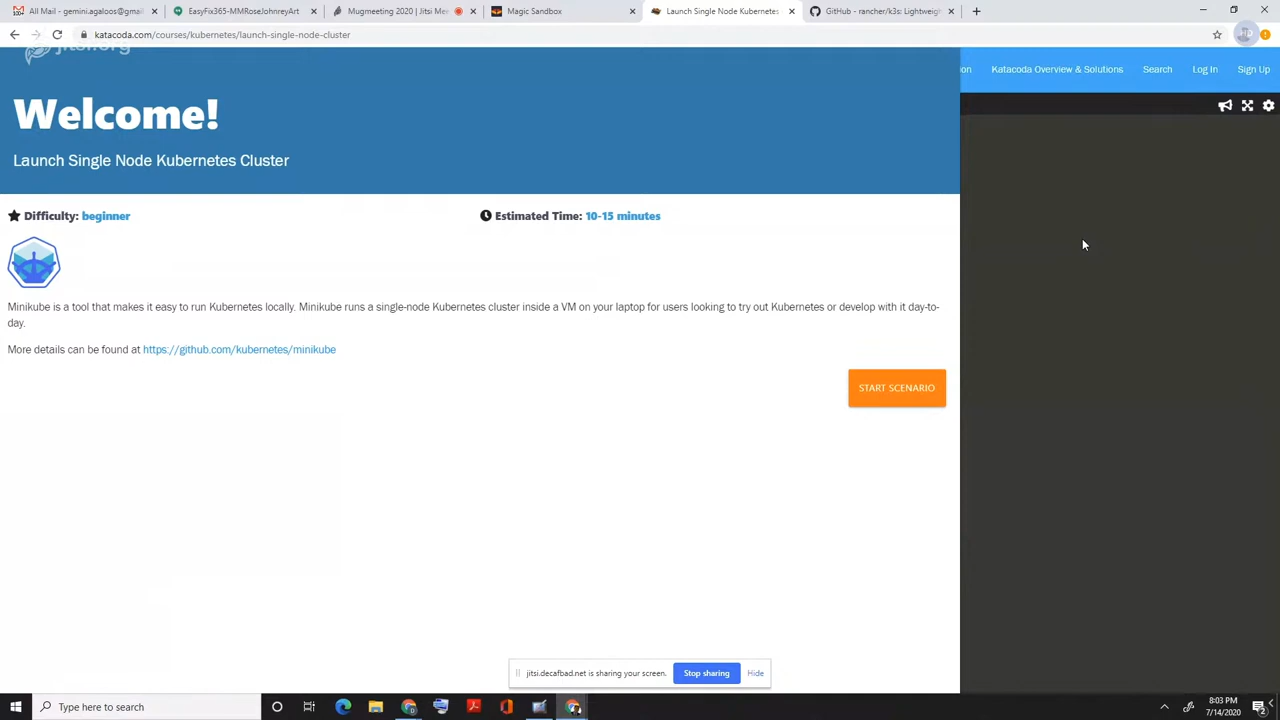 All Mail - gemini.agaloos@gmail
EasyFix365-MMRoseJohnreyArt
Mugmeeting 2020 | Jitsi Me
Magic Sandbox
Launch Single Node Kubernetes
GitHub - rancher/k3s: Lightweigh
katacoda.com/courses/kubernetes/launch-single-node-cluster
jitsi.org
on
Katacoda Overview & Solutions
Search
Log In
Sign Up
Welcome!
Launch Single Node Kubernetes Cluster
Difficulty: beginner
Estimated Time: 10-15 minutes
Minikube is a tool that makes it easy to run Kubernetes locally. Minikube runs a single-node Kubernetes cluster inside a VM on your laptop for users looking to try out Kubernetes or develop with it day-to-
day.
More details can be found at https://github.com/kubernetes/minikube
START SCENARIO
jitsi.decafbad.net is sharing your screen.
Stop sharing
Hide
Type here to search
8:03 PM
7/14/2020